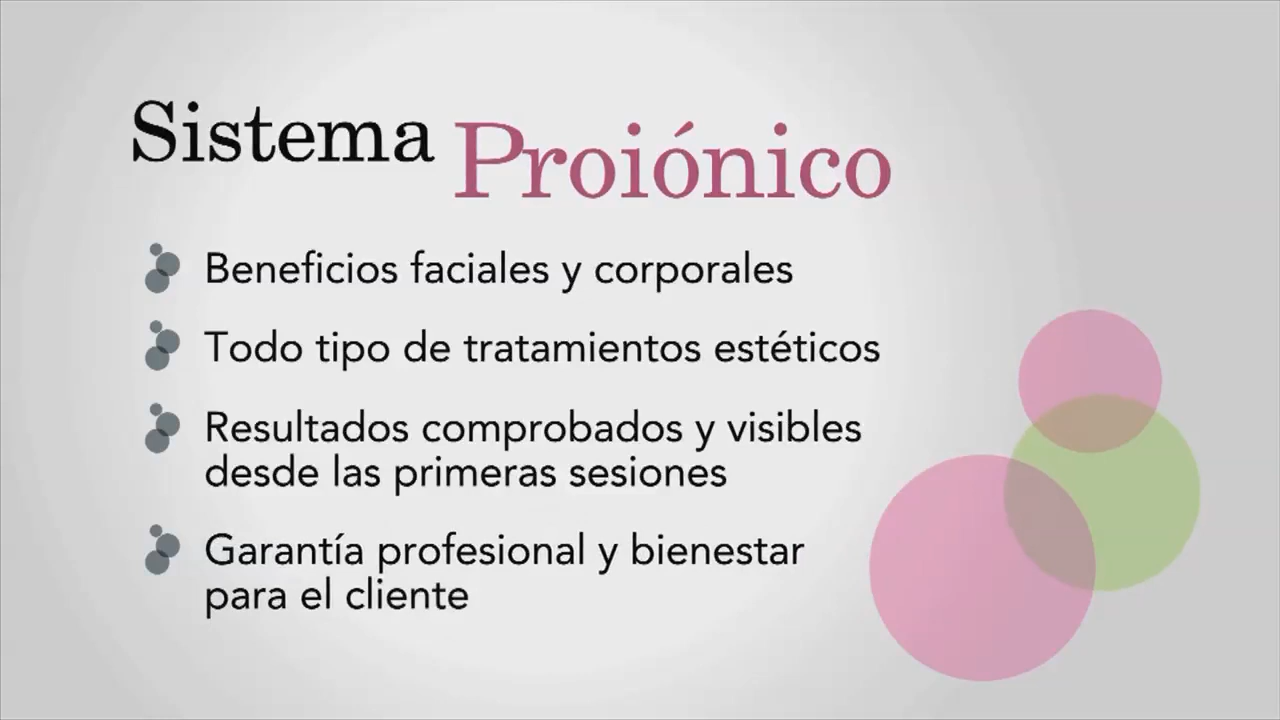 Sistema Proiónico
Beneficios faciales y corporales
Todo tipo de tratamientos estéticos
Resultados comprobados y visibles
desde las primeras sesiones
Garantía profesional y bienestar
para el cliente